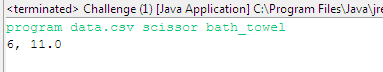 <terminated> Challenge (1) [Java Application] C:\Program Files\Java\jre
program data.csv scissor bath_towel
6, 11.0